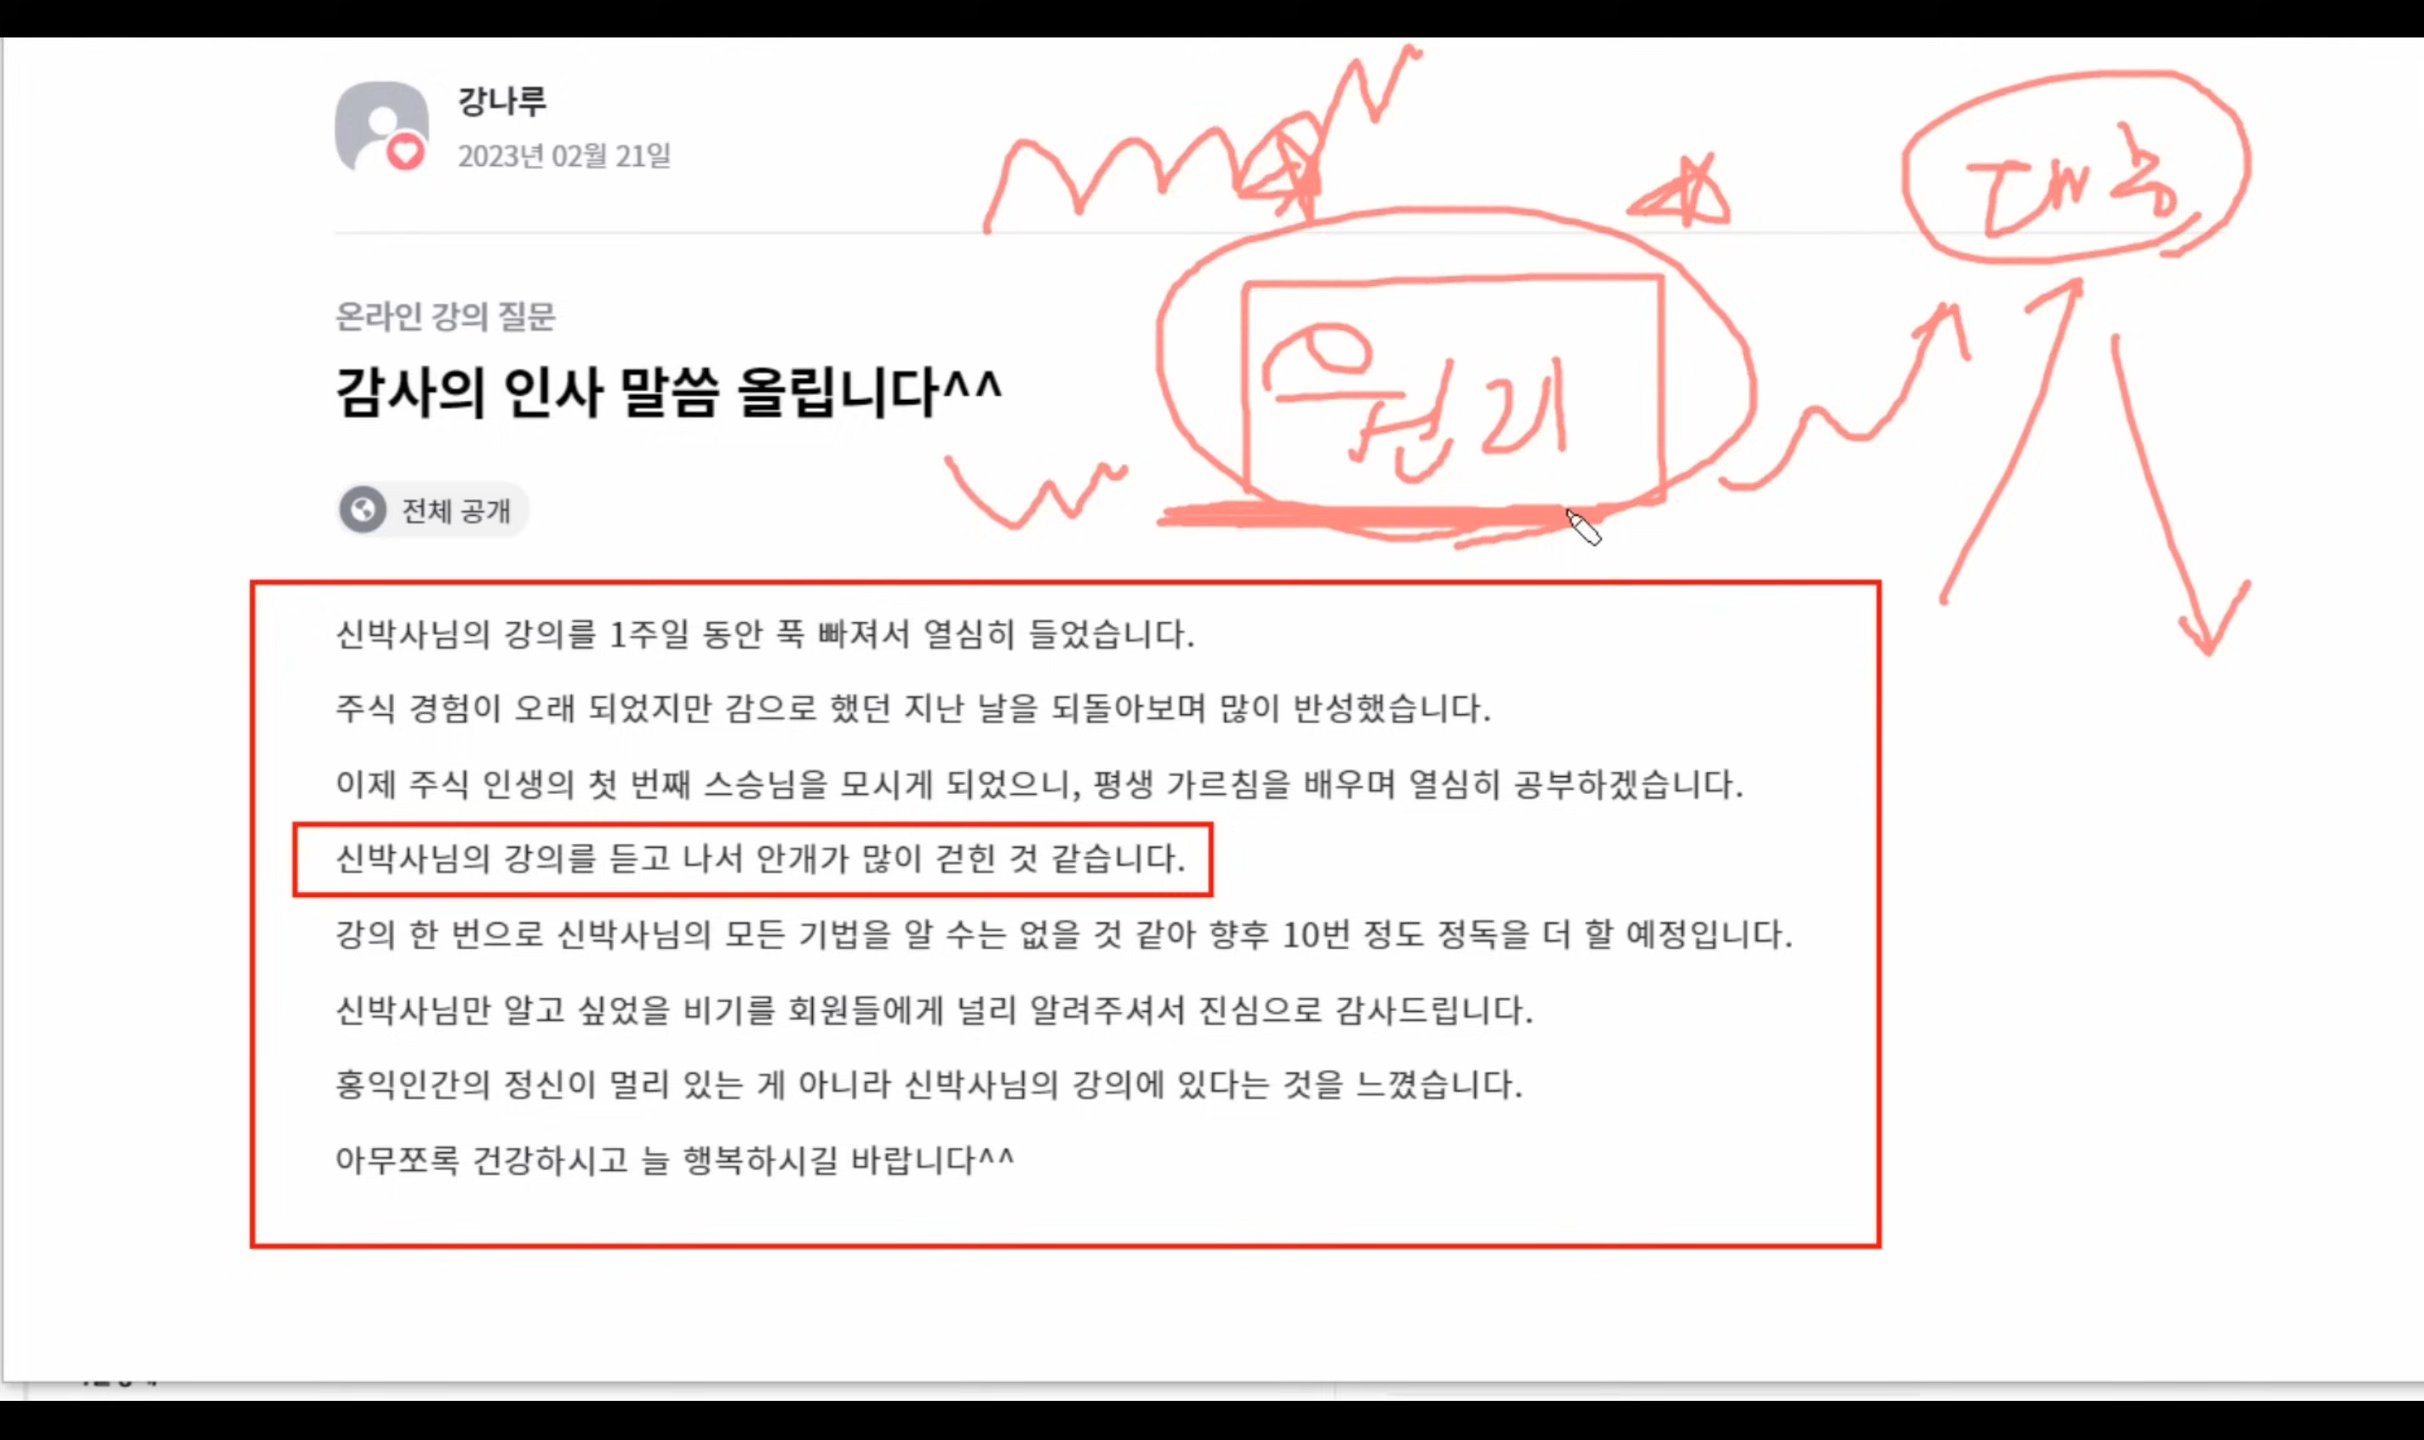 강나루
2023년 02월 21일
온라인 강의 질문
감사의 인사 말씀 올립니다^^
전체 공개
원리
신박사님의 강의를 1주일 동안 푹 빠져서 열심히 들었습니다.
주식 경험이 오래 되었지만 감으로 했던 지난 날을 되돌아보며 많이 반성했습니다.
이제 주식 인생의 첫 번째 스승님을 모시게 되었으니, 평생 가르침을 배우며 열심히 공부하겠습니다.
신박사님의 강의를 듣고 나서 안개가 많이 걷힌 것 같습니다.
강의 한 번으로 신박사님의 모든 기법을 알 수는 없을 것 같아 향후 10번 정도 정독을 더 할 예정입니다.
신박사님만 알고 싶었을 비기를 회원들에게 널리 알려주셔서 진심으로 감사드립니다.
홍익인간의 정신이 멀리 있는 게 아니라 신박사님의 강의에 있다는 것을 느꼈습니다.
아무쪼록 건강하시고 늘 행복하시길 바랍니다^^